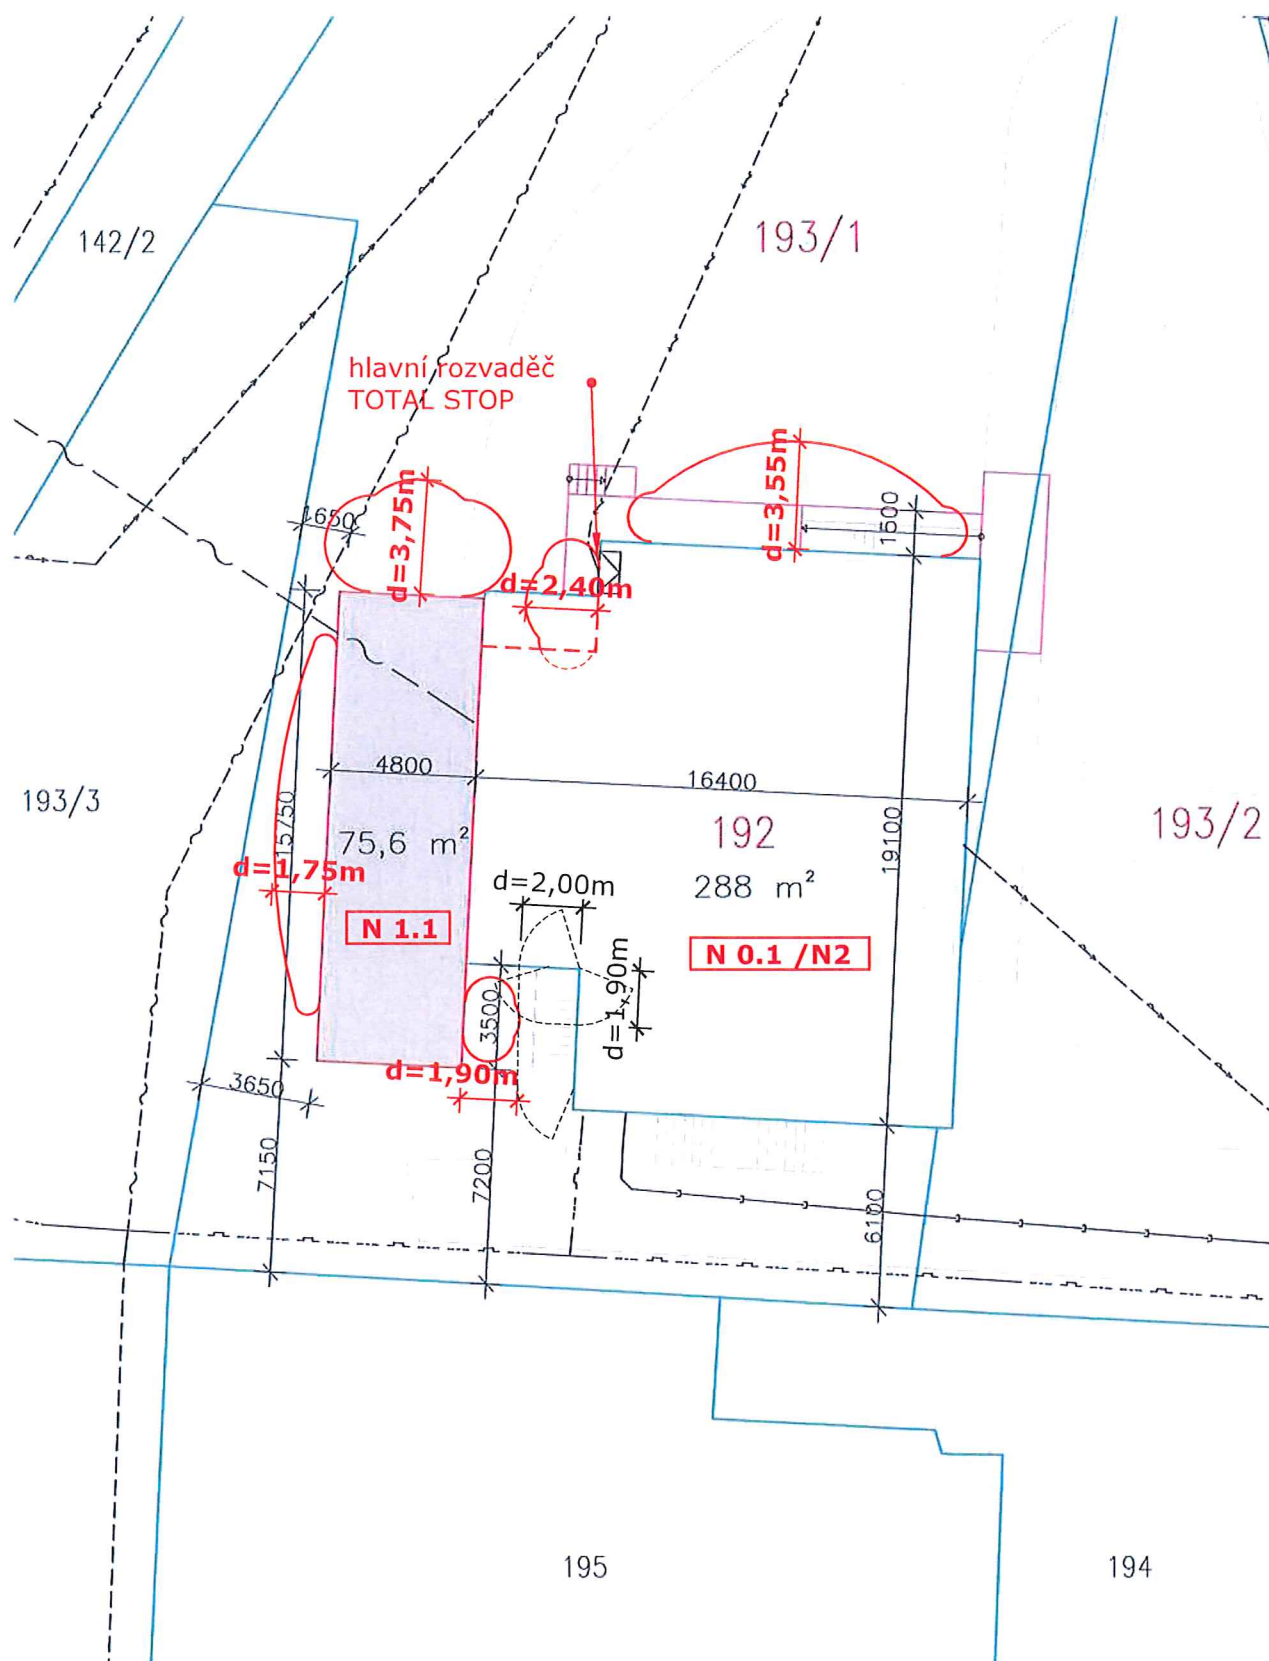 193/1
142/2
hlavní rozvaděč
TOTAL STOP
d=3,55m
1650
d=3,75m
1500
d=2,40m
4800
16400
193/3
15750
75,6 m²
192
19100
193/2
d=1,75m
d=2,00m
288 m²
N 1.1
N 0.1 /N2
d=1,90m
3500
d=1,90m
3650
7150
7200
6100
195
194